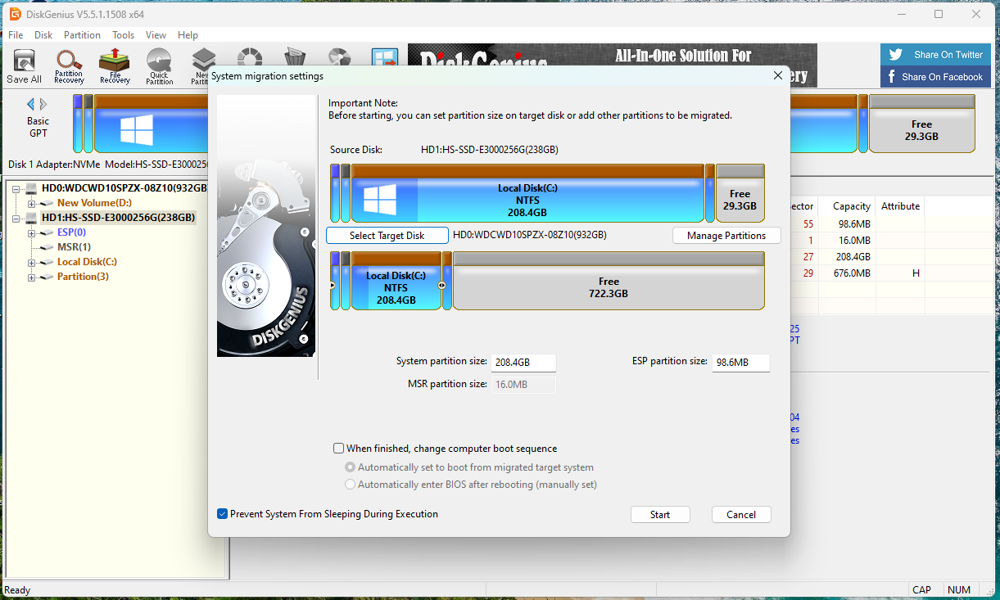 DiskGenius V5.5.1.1508 x64
File Disk Partition Tools View Help
Save All
Partition Recovery
File Recovery
Quick Partition
New
DiskGenius
All-In-One Solution For
Share On Twitter
Share On Facebook
Basic
GPT
Free
29.3GB
Disk 1 Adapter:NVMe Model:HS-SSD-E3000256
HD0:WDCWD10SPZX-08Z10(932GB)
New Volume(D:)
HD1:HS-SSD-E3000256G(238GB)
ESP(0)
MSR(1)
Local Disk(C:)
Partition(3)
System migration settings
Important Note:
Before starting, you can set partition size on target disk or add other partitions to be migrated.
Source Disk: HD1:HS-SSD-E3000256G(238GB)
Local Disk(C:)
NTFS
208.4GB
Free
29.3GB
Select Target Disk HD0:WDCWD10SPZX-08Z10(932GB) Manage Partitions
Local Disk(C:)
NTFS
208.4GB
Free
722.3GB
DISKGENIUS
System partition size: 208.4GB ESP partition size: 98.6MB
MSR partition size: 16.0MB
When finished, change computer boot sequence
Automatically set to boot from migrated target system
Automatically enter BIOS after rebooting (manually set)
Prevent System From Sleeping During Execution
Start Cancel
ector Capacity Attribute
55 98.6MB
1 16.0MB
27 208.4GB
29 676.0MB H
25
PT
04
es
es
Ready CAP NUM